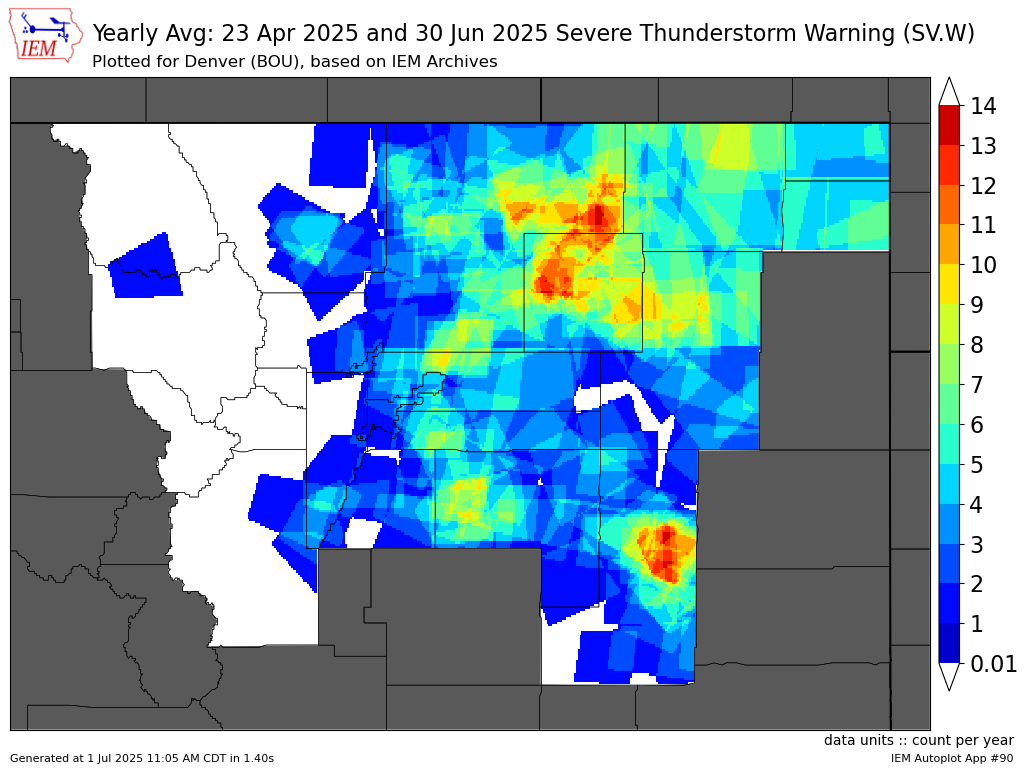 IEM
Yearly Avg: 23 Apr 2025 and 30 Jun 2025 Severe Thunderstorm Warning (SV.W)
Plotted for Denver (BOU), based on IEM Archives
14
13
12
11
10
9
8
7
6
5
4
3
2
1
0.01
data units :: count per year
Generated at 1 Jul 2025 11:05 AM CDT in 1.40s
IEM Autoplot App #90